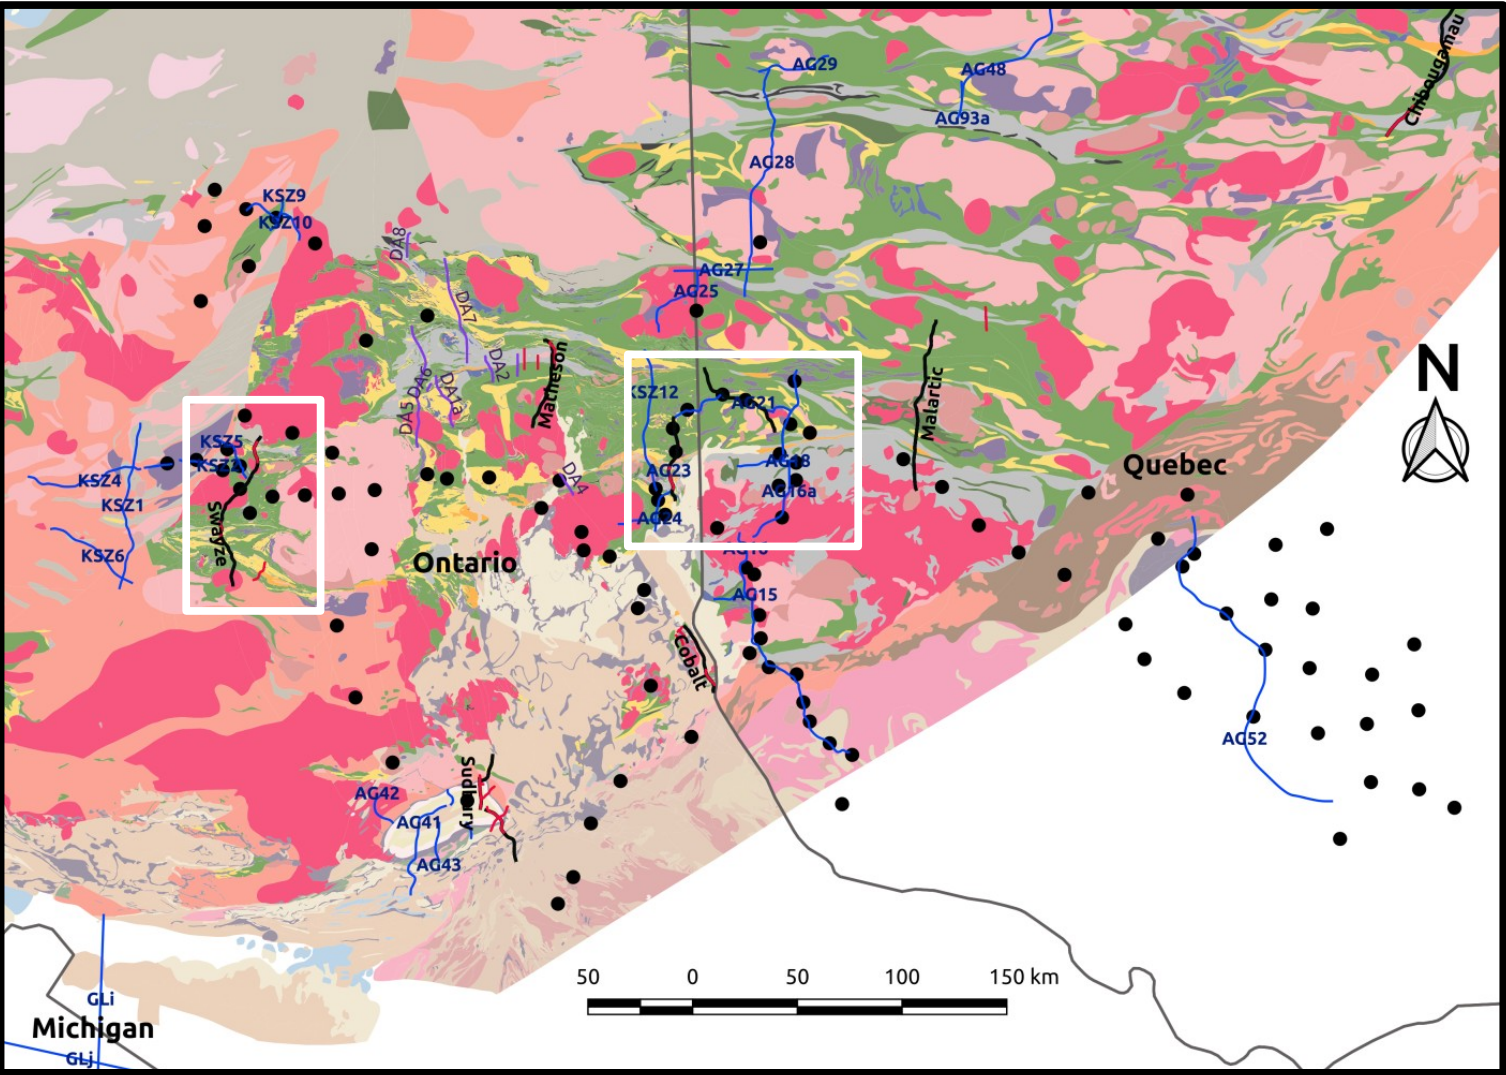 AG29
AG48
Chibougamau
AG93a
AG28
KSZ9
KSZ10
DA8
AG27
AG25
DA7
DA2
Matheson
DA6
DA1a
DA5
KSZ12
AG21
Malartic
N
KSZ5
KSZ4
KSZ1
AG23
AG18
Quebec
DA4
AG16a
AG24
Swayze
KSZ6
Ontario
AG15
Cobalt
AG52
Sudbury
AG42
AG41
AG43
50 0 50 100 150 km
GLi
Michigan
GLj